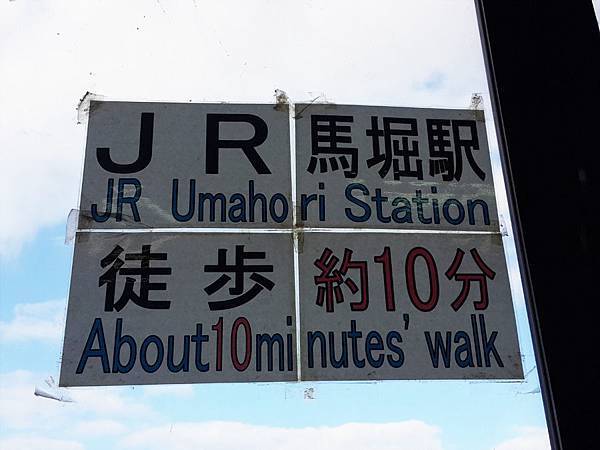 JR 馬堀駅
JR Umahori Station
徒歩 約10分
About 10 minutes' walk